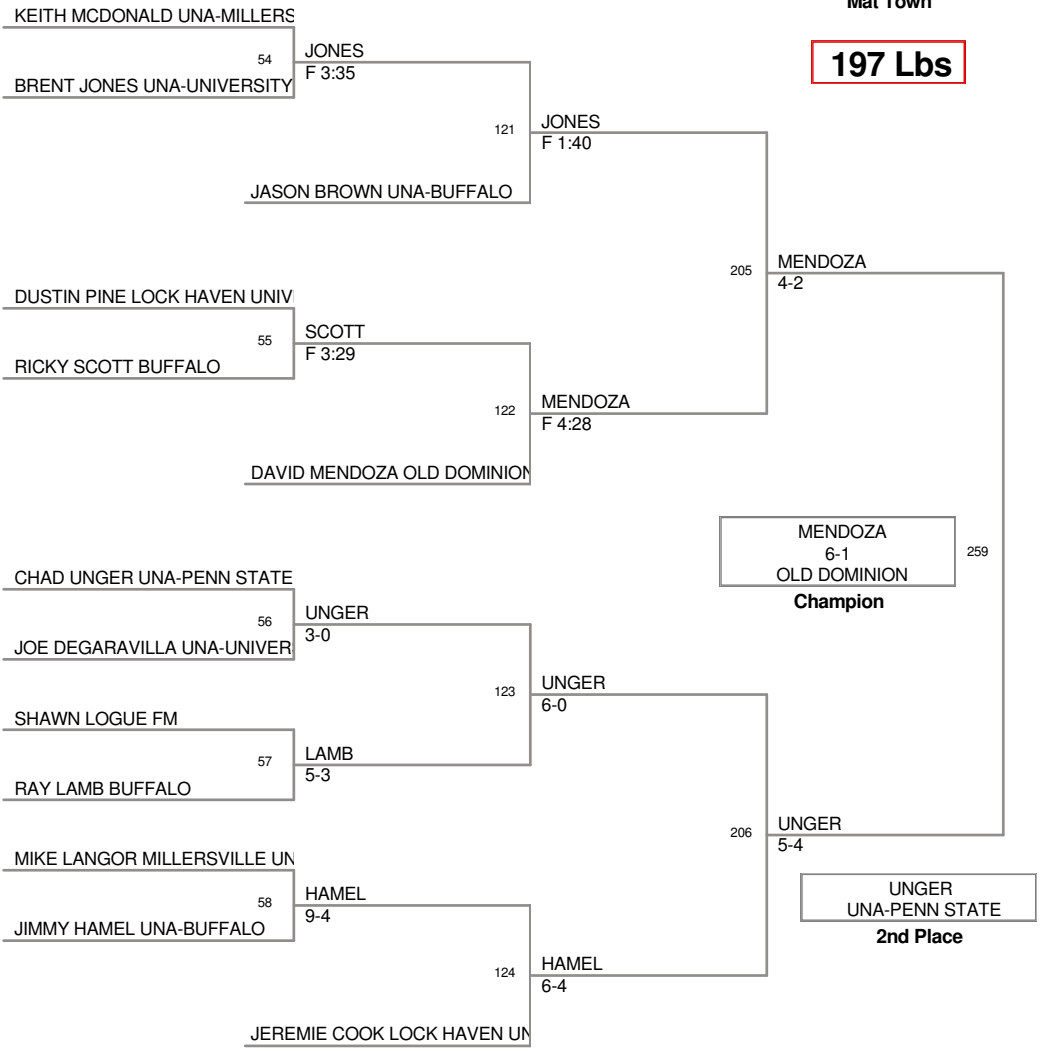 Mat Town
197 Lbs
KEITH MCDONALD UNA-MILLERS
54
BRENT JONES UNA-UNIVERSITY
JONES
F 3:35
121
JASON BROWN UNA-BUFFALO
JONES
F 1:40
DUSTIN PINE LOCK HAVEN UNIV
55
RICKY SCOTT BUFFALO
SCOTT
F 3:29
122
DAVID MENDOZA OLD DOMINION
MENDOZA
F 4:28
205
MENDOZA
4-2
CHAD UNGER UNA-PENN STATE
56
JOE DEGARAVILLA UNA-UNIVER
UNGER
3-0
SHAWN LOGUE FM
57
RAY LAMB BUFFALO
LAMB
5-3
123
UNGER
6-0
MIKE LANGOR MILLERSVILLE UN
58
JIMMY HAMEL UNA-BUFFALO
HAMEL
9-4
124
JEREMIE COOK LOCK HAVEN UN
HAMEL
6-4
206
UNGER
5-4
259
MENDOZA
6-1
OLD DOMINION
Champion
UNGER
UNA-PENN STATE
2nd Place